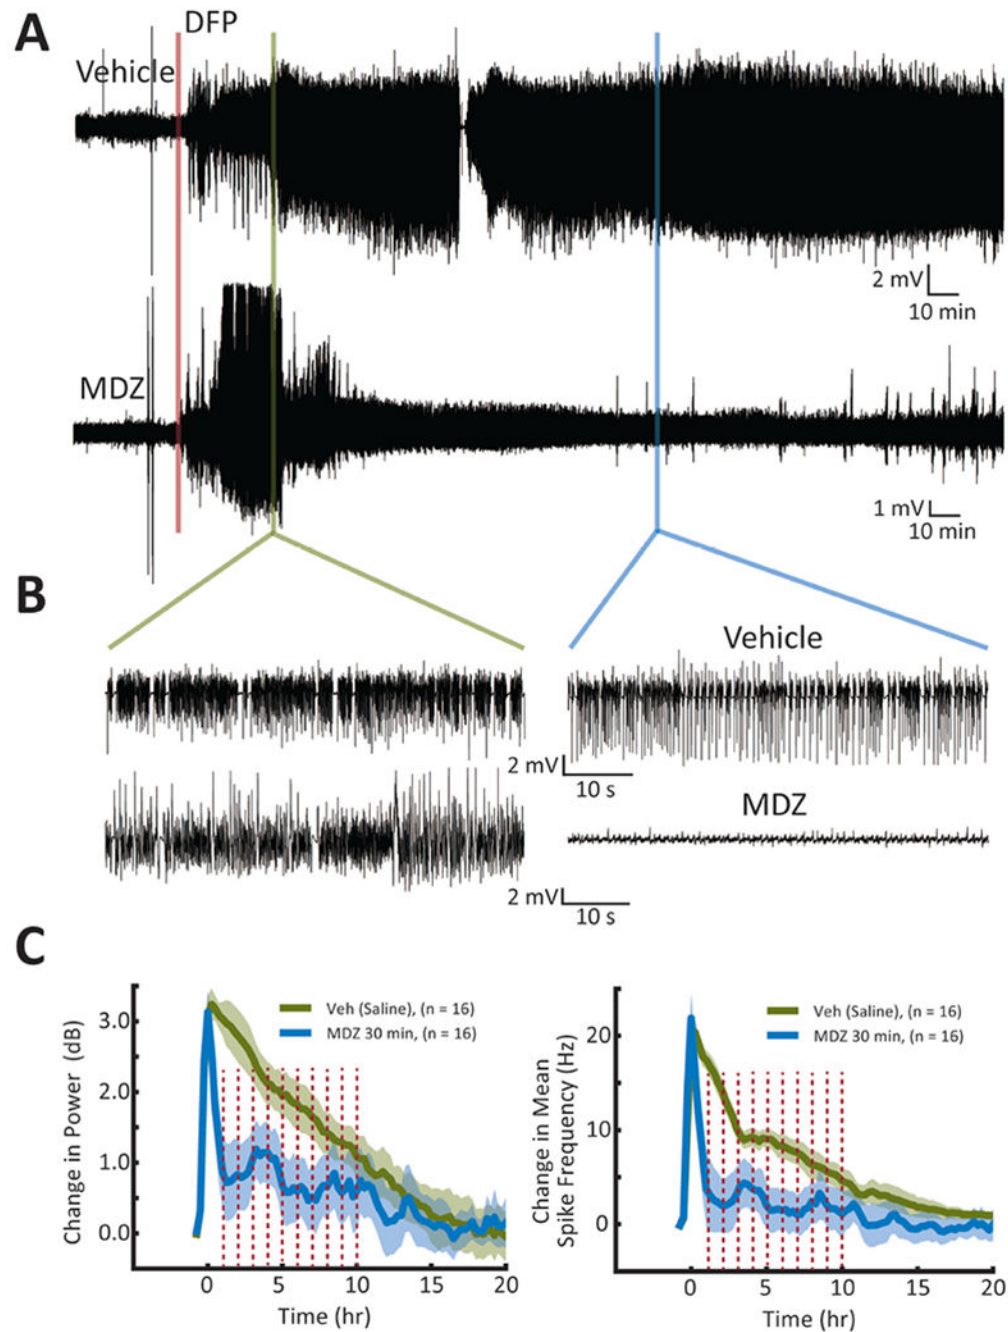 A
DFP
Vehicle
2 mV
10 min
MDZ
1 mV
10 min
B
Vehicle
2 mV
10 s
MDZ
2 mV
10 s
C
Change in Power (dB)
3.0
2.0
1.0
0.0
Veh (Saline), (n = 16)
MDZ 30 min, (n = 16)
0 5 10 15 20
Time (hr)
Change in Mean
Spike Frequency (Hz)
20
10
0
Veh (Saline), (n = 16)
MDZ 30 min, (n = 16)
0 5 10 15 20
Time (hr)